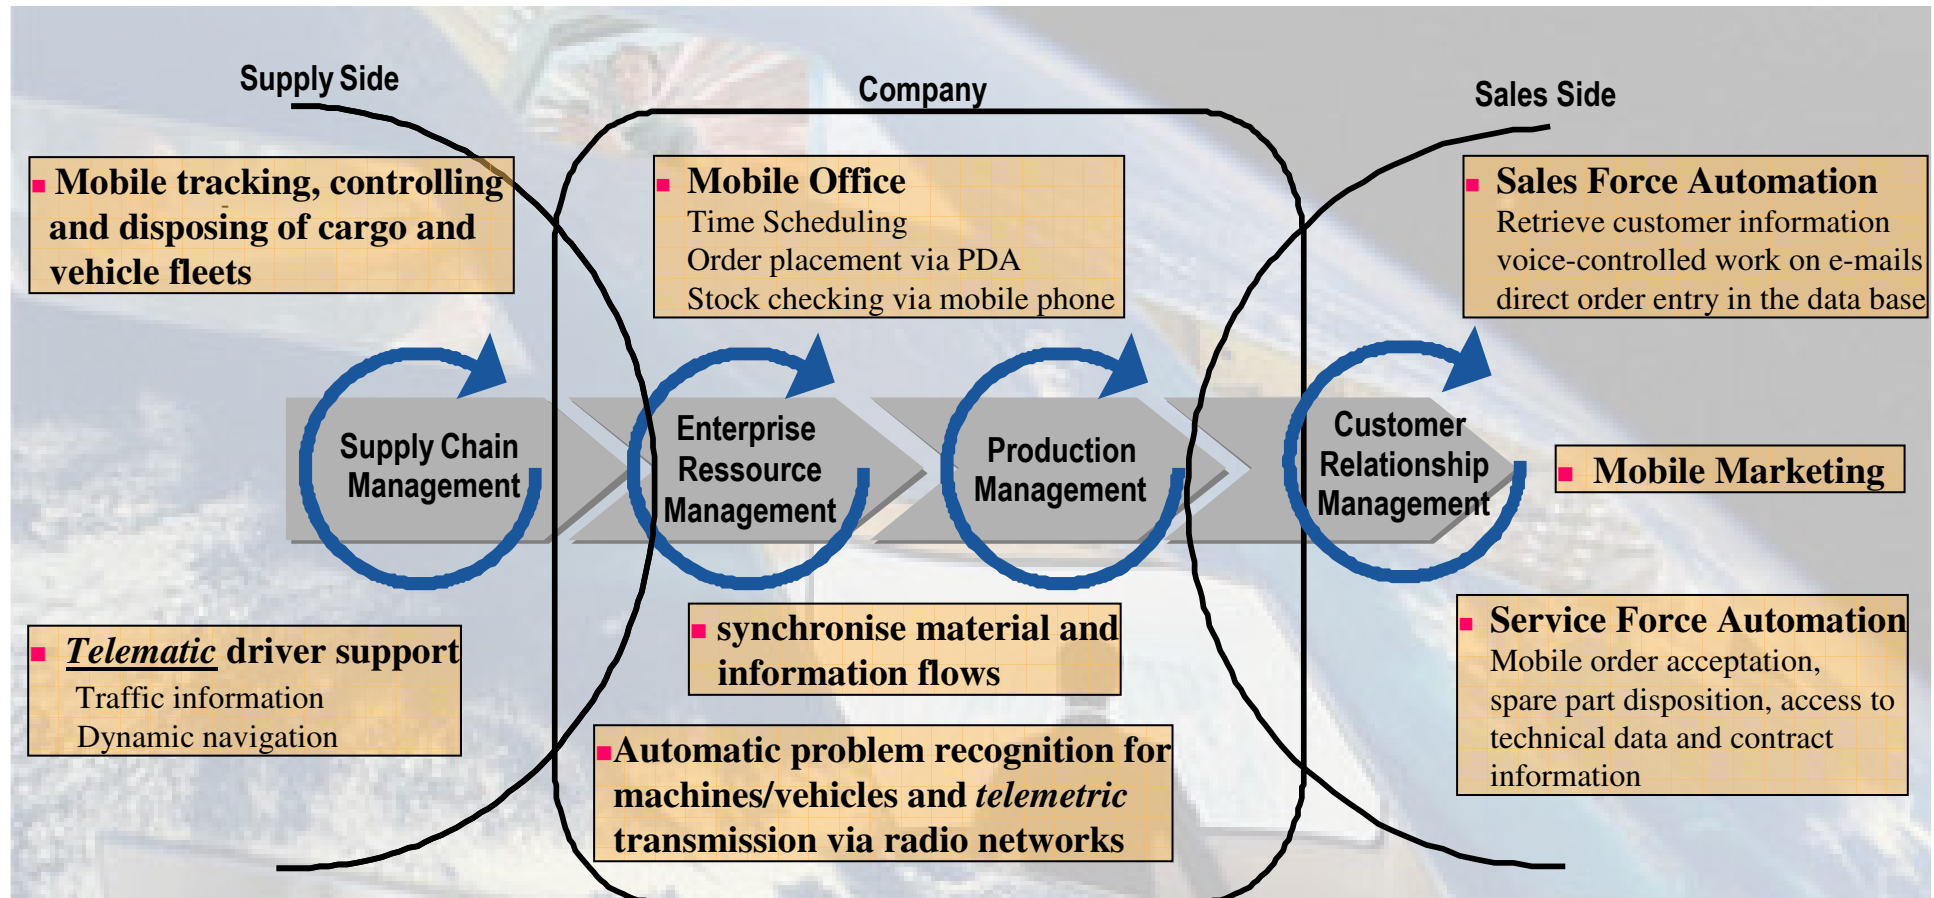 Supply Side
Company
Sales Side
▪ Mobile tracking, controlling
and disposing of cargo and
vehicle fleets
▪ Mobile Office
Time Scheduling
Order placement via PDA
Stock checking via mobile phone
▪ Sales Force Automation
Retrieve customer information
voice-controlled work on e-mails
direct order entry in the data base
Supply Chain
Management
Enterprise
Ressource
Management
Production
Management
Customer
Relationship
Management
▪ Mobile Marketing
▪ Telematic driver support
Traffic information
Dynamic navigation
▪ synchronise material and
information flows
▪ Automatic problem recognition for
machines/vehicles and telemetric
transmission via radio networks
▪ Service Force Automation
Mobile order acceptation,
spare part disposition, access to
technical data and contract
information